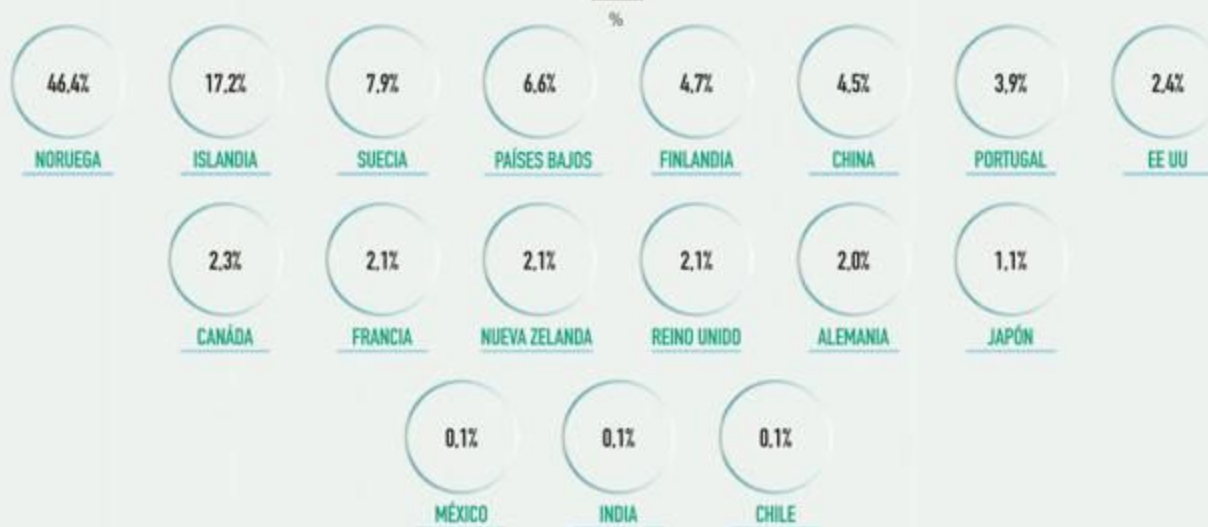 %
46,4% 17,2% 7,9% 6,6% 4,7% 4,5% 3,9% 2,4%
NORUEGA ISLANDIA SUECIA PAÍSES BAJOS FINLANDIA CHINA PORTUGAL EE UU
2,3% 2,1% 2,1% 2,1% 2,0% 1,1%
CANÁDA FRANCIA NUEVA ZELANDA REINO UNIDO ALEMANIA JAPÓN
0,1% 0,1% 0,1%
MÉXICO INDIA CHILE